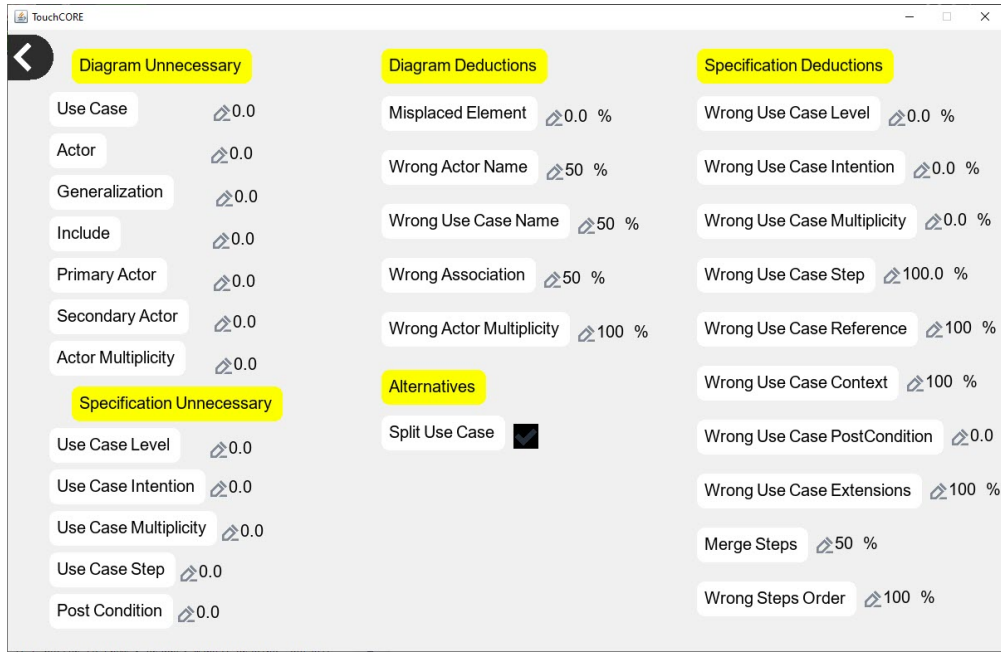 TouchCORE
Diagram Unnecessary
Use Case 0.0
Actor 0.0
Generalization 0.0
Include 0.0
Primary Actor 0.0
Secondary Actor 0.0
Actor Multiplicity 0.0
Specification Unnecessary
Use Case Level 0.0
Use Case Intention 0.0
Use Case Multiplicity 0.0
Use Case Step 0.0
Post Condition 0.0
Diagram Deductions
Misplaced Element 0.0 %
Wrong Actor Name 50 %
Wrong Use Case Name 50 %
Wrong Association 50 %
Wrong Actor Multiplicity 100 %
Alternatives
Split Use Case
Specification Deductions
Wrong Use Case Level 0.0 %
Wrong Use Case Intention 0.0 %
Wrong Use Case Multiplicity 0.0 %
Wrong Use Case Step 100.0 %
Wrong Use Case Reference 100 %
Wrong Use Case Context 100 %
Wrong Use Case PostCondition 0.0
Wrong Use Case Extensions 100 %
Merge Steps 50 %
Wrong Steps Order 100 %